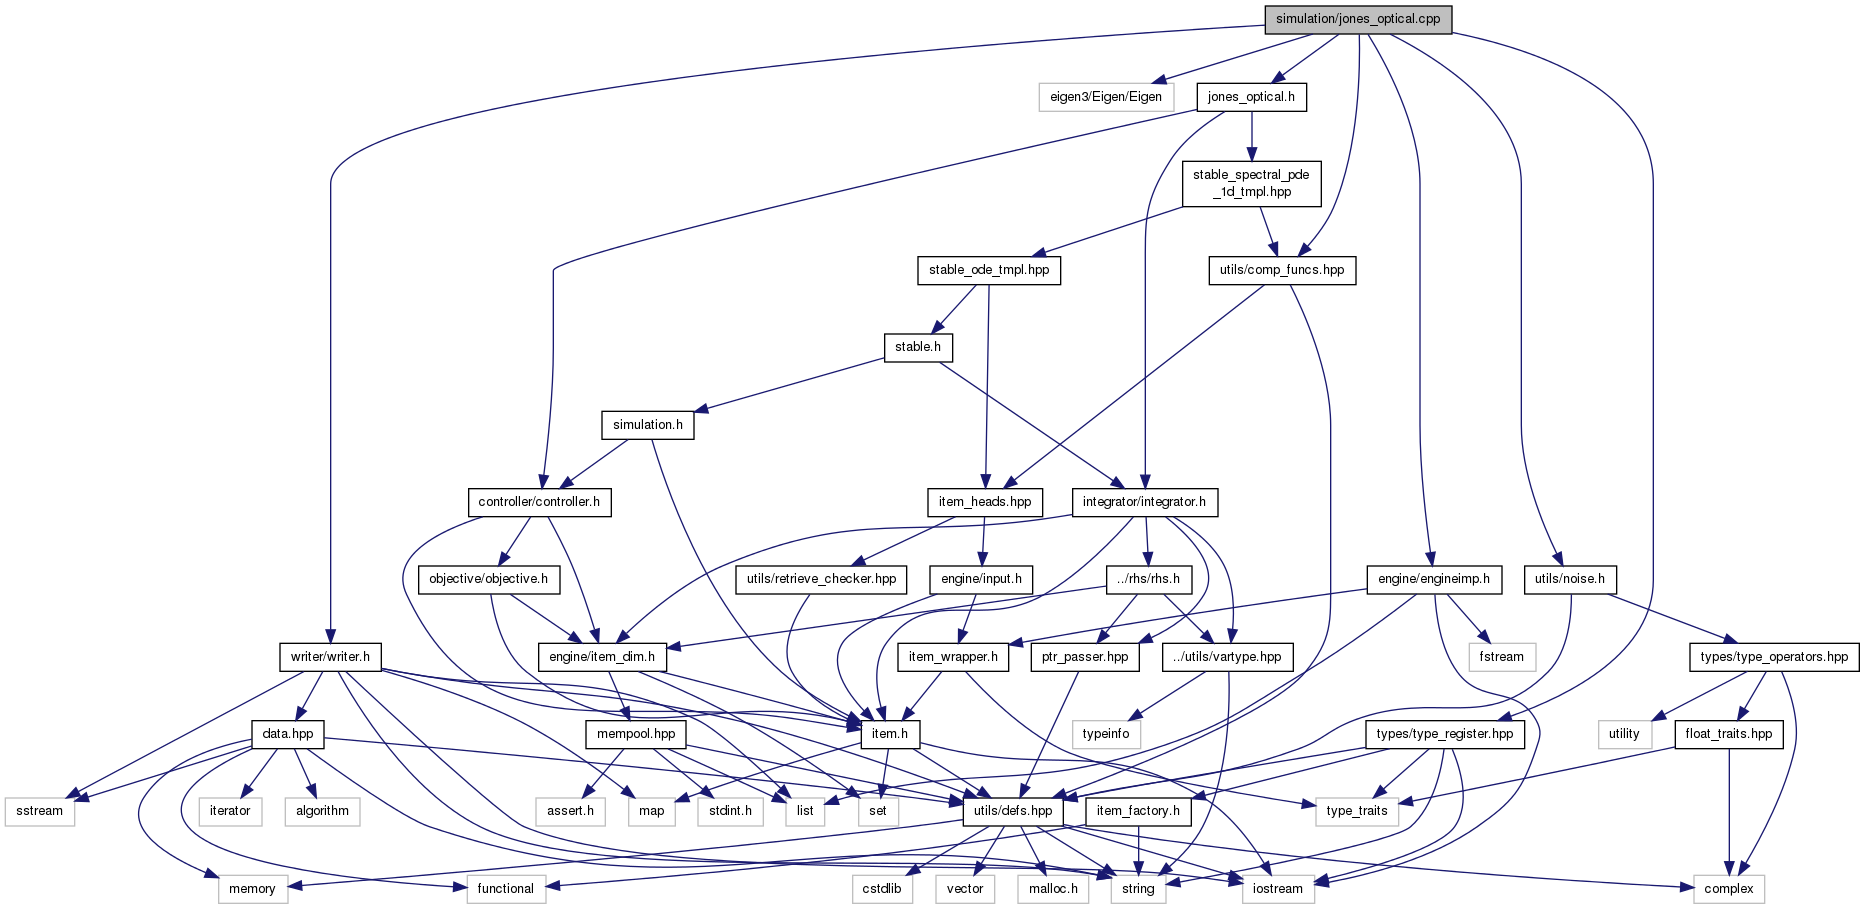 simulation/jones_optical.cpp
eigen3/Eigen/Eigen
jones_optical.h
stable_spectral_pde
_1d_tmpl.hpp
stable_ode_tmpl.hpp
utils/comp_funcs.hpp
stable.h
simulation.h
controller/controller.h
item_heads.hpp
integrator/integrator.h
objective/objective.h
utils/retrieve_checker.hpp
engine/input.h
../rhs/rhs.h
engine/engineimp.h
utils/noise.h
writer/writer.h
engine/item_dim.h
item_wrapper.h
ptr_passer.hpp
../utils/vartype.hpp
fstream
types/type_operators.hpp
data.hpp
mempool.hpp
item.h
typeinfo
types/type_register.hpp
utility
float_traits.hpp
sstream
iterator
algorithm
assert.h
map
stdint.h
list
set
utils/defs.hpp
item_factory.h
type_traits
memory
functional
cstdlib
vector
malloc.h
string
iostream
complex